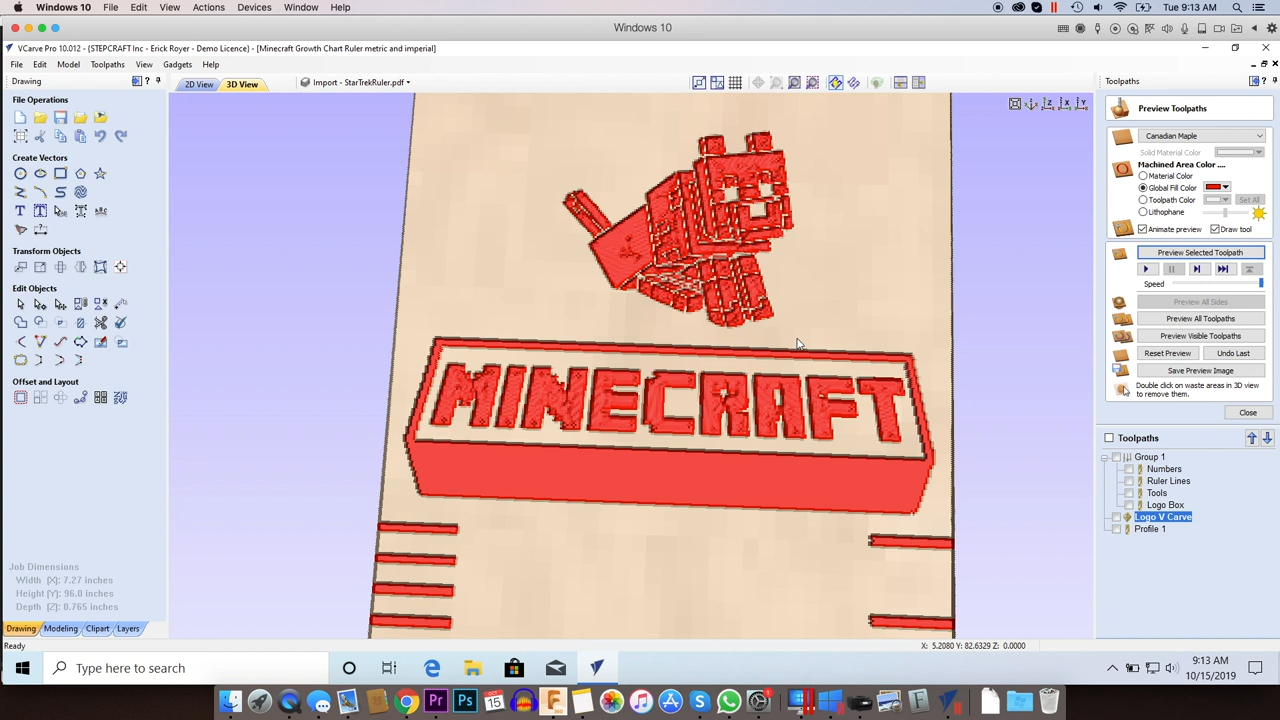 Windows 10 File Edit View Actions Devices Window Help Tue 9:13 AM
Windows 10
VCarve Pro 10.012 - {STEPCRAFT Inc - Erick Royer - Demo Licence} - [Minecraft Growth Chart Ruler metric and imperial]
File Edit Model Toolpaths View Gadgets Help
Drawing
2D View 3D View Import - StarTrekRuler.pdf
Toolpaths
File Operations
Create Vectors
Transform Objects
Edit Objects
Offset and Layout
Job Dimensions
Width (X): 7.27 inches
Height (Y): 96.0 inches
Depth (Z): 0.765 inches
Drawing Modeling Clipart Layers
MINECRAFT
Preview Toolpaths
Canadian Maple
Solid Material Color
Machined Area Color ....
Material Color
Global Fill Color
Toolpath Color Set All
Lithophane
Animate preview Draw tool
Preview Selected Toolpath
Speed
Preview All Sides
Preview All Toolpaths
Preview Visible Toolpaths
Reset Preview Undo Last
Save Preview Image
Double click on waste areas in 3D view
to remove them.
Close
Toolpaths
Group 1
Numbers
Ruler Lines
Tools
Logo Box
Logo V Carve
Profile 1
Ready X: 5.2080 Y: 82.6329 Z: 0.0000
Type here to search
9:13 AM
10/15/2019